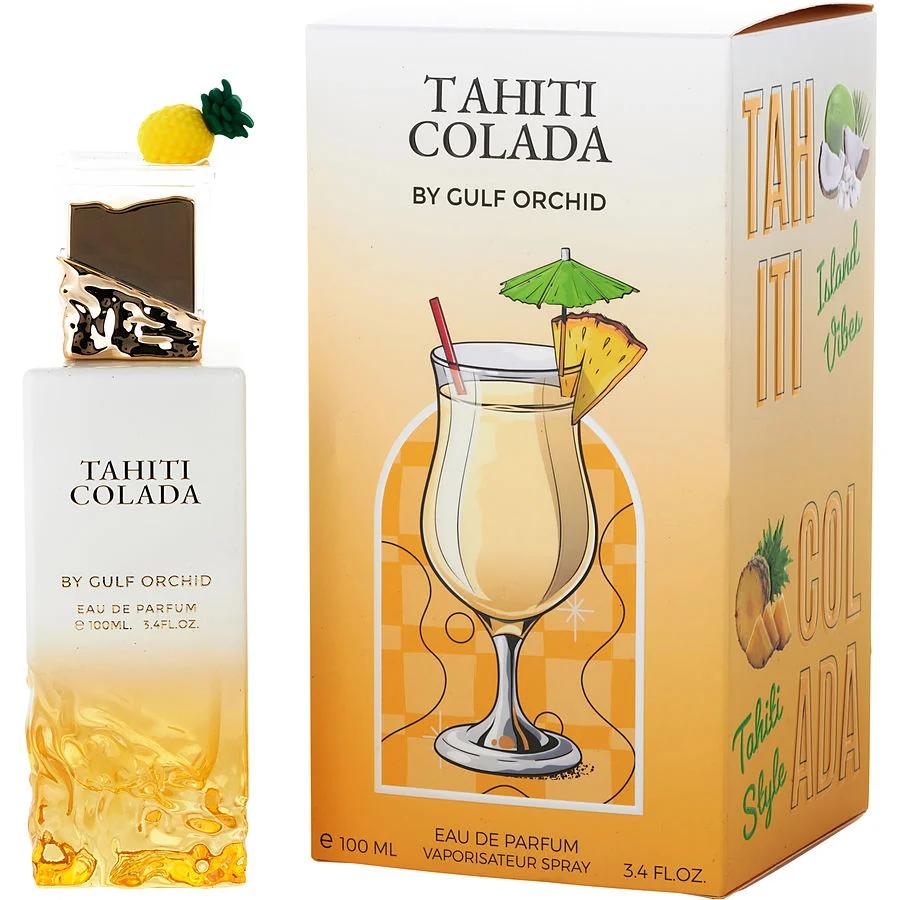 TAHITI
COLADA
BY GULF ORCHID
EAU DE PARFUM
e 100ML. 3.4FL.OZ.
TAHITI
COLADA
BY GULF ORCHID
e 100 ML
EAU DE PARFUM
VAPORISATEUR SPRAY
3.4 FL.OZ.
TAH
ITI
Island
Vibes
COL
ADA
Tahiti
Style